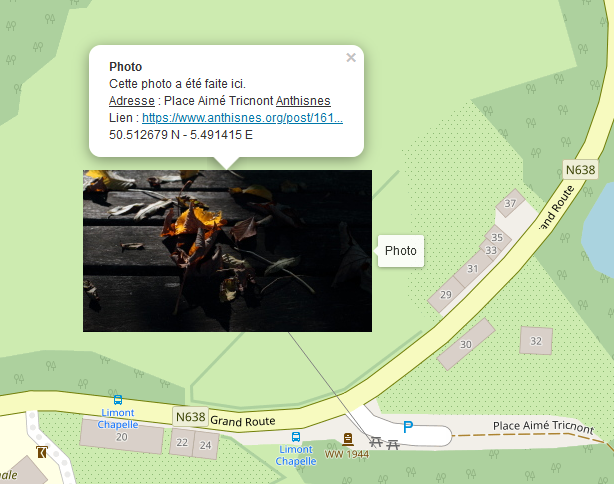 Photo
×
Cette photo a été faite ici.
Adresse : Place Aimé Tricnont Anthisnes
Lien : https://www.anthisnes.org/post/161...
50.512679 N - 5.491415 E
N638
37
Grand Route
35
33
31
29
Photo
30
32
Limont
Chapelle
N638
Grand Route
20
22
24
Limont
Chapelle
WW 1944
P
Place Aimé Tricnont